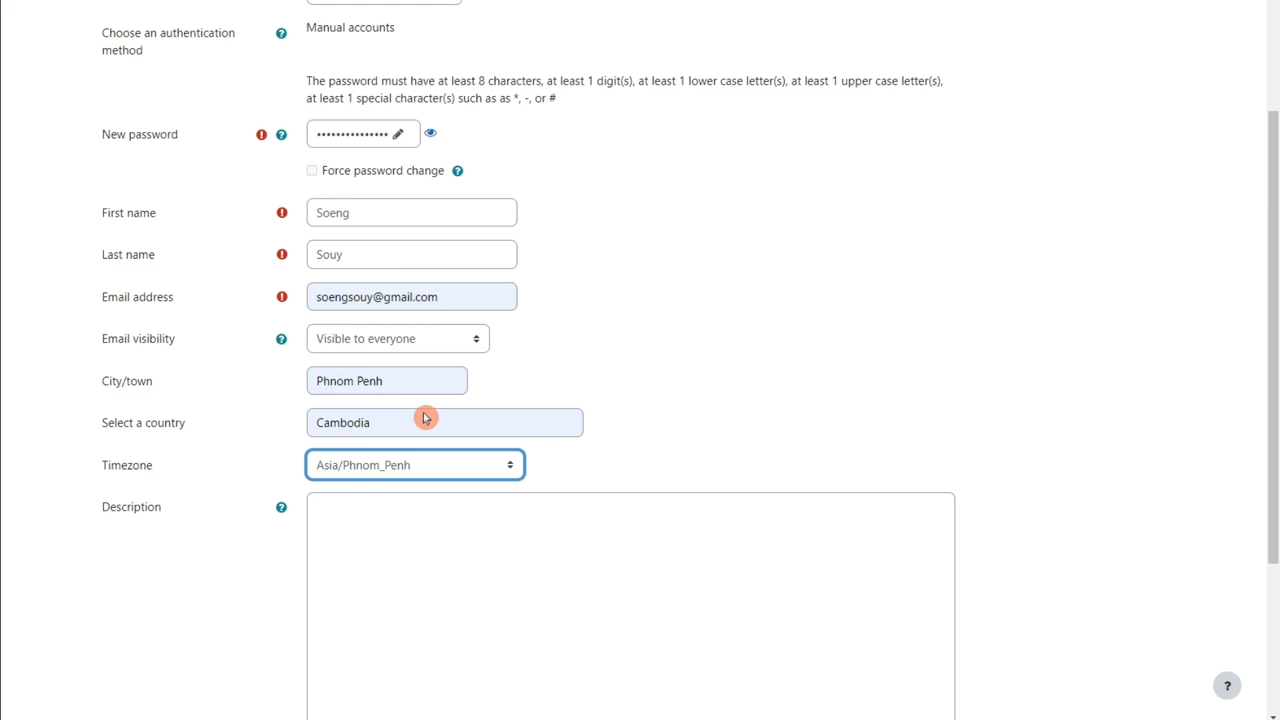 Choose an authentication
method
Manual accounts
The password must have at least 8 characters, at least 1 digit(s), at least 1 lower case letter(s), at least 1 upper case letter(s),
at least 1 special character(s) such as as *, -, or #
New password
•••••••••••••••
Force password change
First name
Soeng
Last name
Souy
Email address
soengsouy@gmail.com
Email visibility
Visible to everyone
City/town
Phnom Penh
Select a country
Cambodia
Timezone
Asia/Phnom_Penh
Description
?